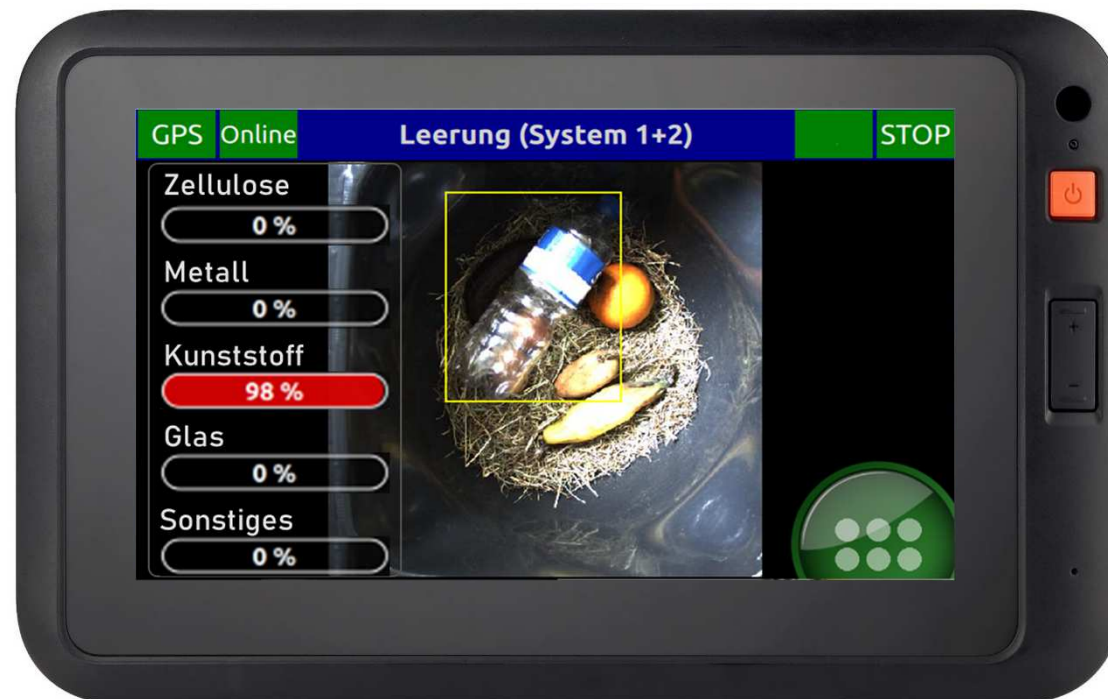 GPS Online Leerung (System 1+2) STOP
Zellulose
0 %
Metall
0 %
Kunststoff
98 %
Glas
0 %
Sonstiges
0 %
+
-